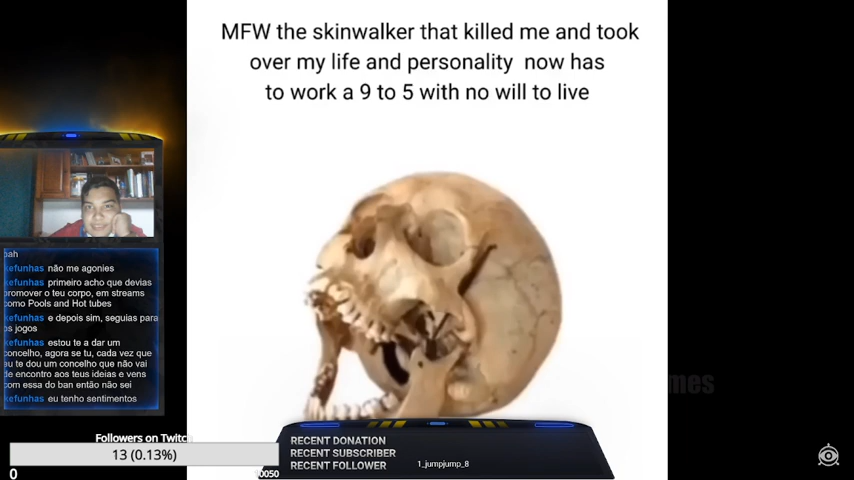 MFW the skinwalker that killed me and took
over my life and personality now has
to work a 9 to 5 with no will to live
kefunhas não me agonies
kefunhas primeiro acho que devias
promover o teu corpo, em streams
como Pools and Hot tubes
kefunhas e depois sim, seguias para
os jogos
kefunhas estou te a dar um
concelho, agora se tu, cada vez que
eu te dou um concelho que não vai
de encontro aos teus ideias e vens
com essa do ban então não sei
kefunhas eu tenho sentimentos
Followers on Twitch
13 (0.13%)
0
RECENT DONATION
RECENT SUBSCRIBER
RECENT FOLLOWER
1_jumpjump_8